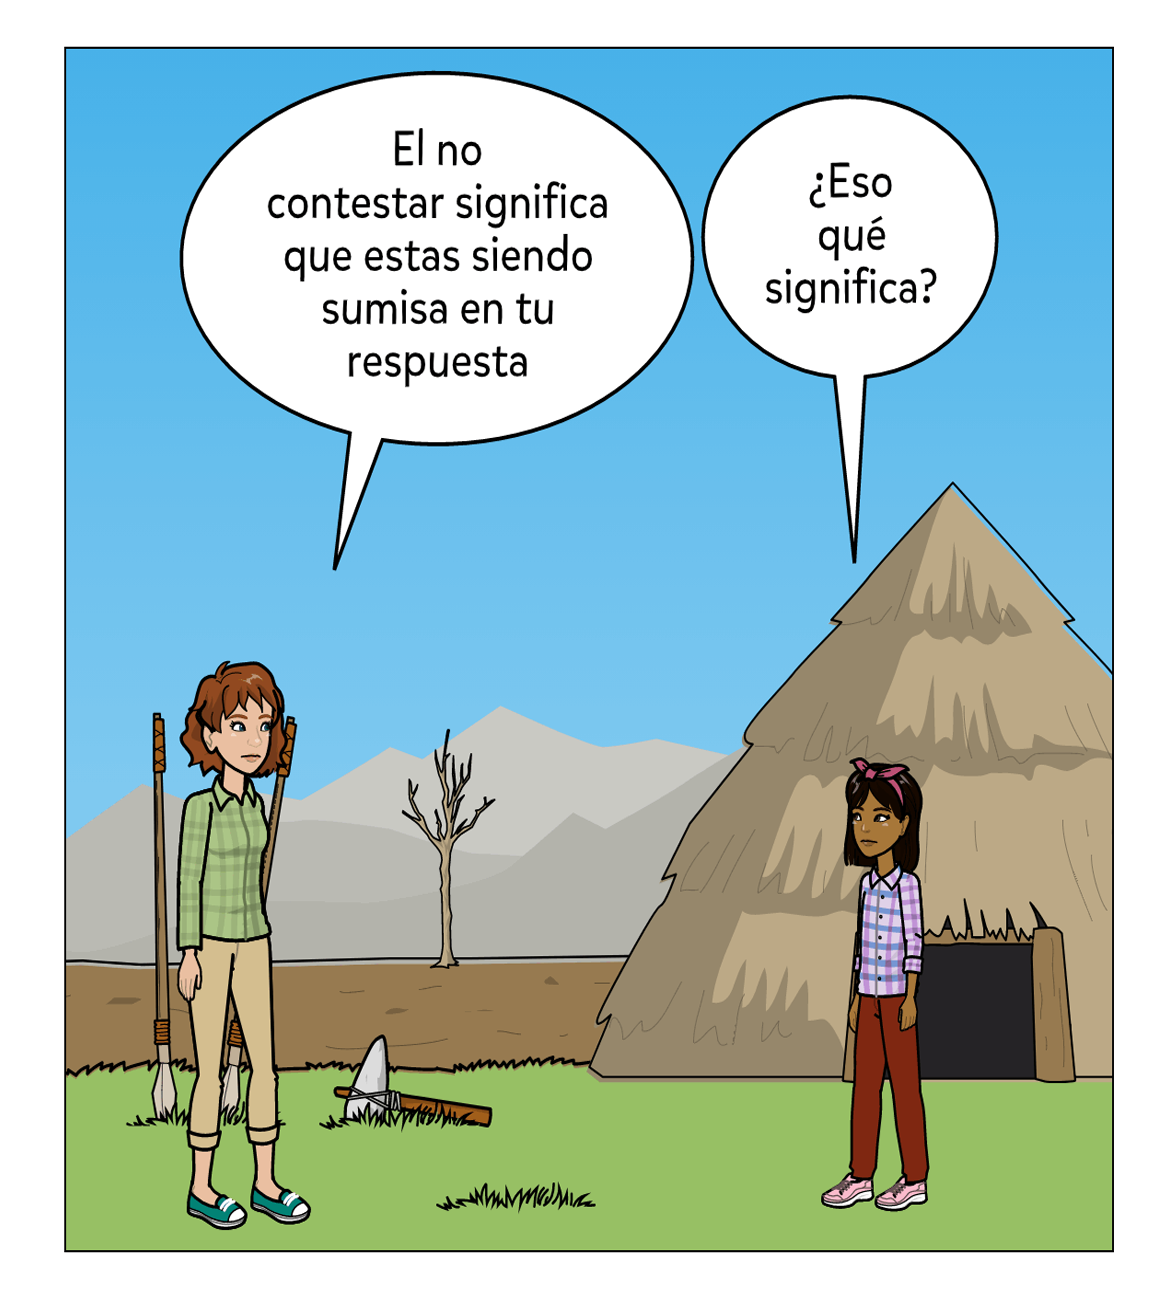 El no
contestar significa
que estas siendo
sumisa en tu
respuesta
¿Eso
qué
significa?